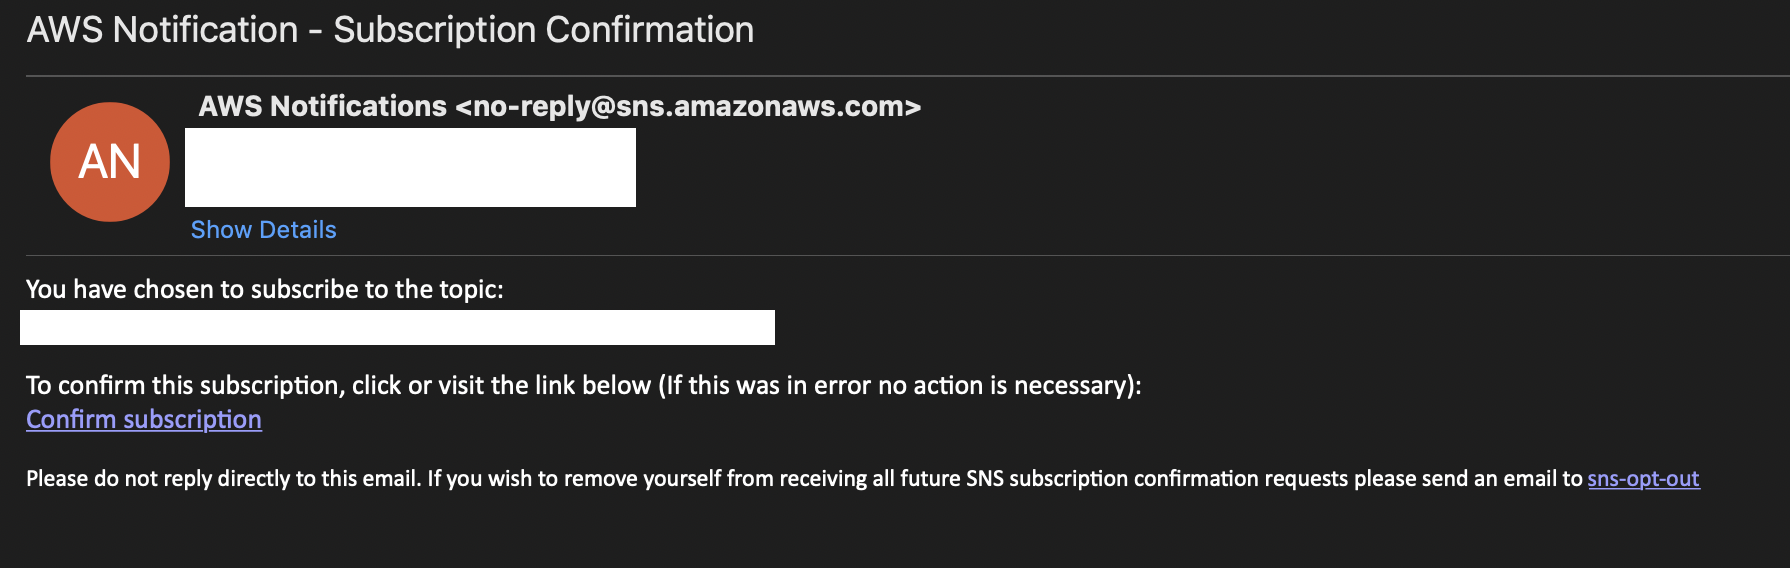 AWS Notification - Subscription Confirmation
AWS Notifications <no-reply@sns.amazonaws.com>
AN
Show Details
You have chosen to subscribe to the topic:
To confirm this subscription, click or visit the link below (If this was in error no action is necessary):
Confirm subscription
Please do not reply directly to this email. If you wish to remove yourself from receiving all future SNS subscription confirmation requests please send an email to sns-opt-out